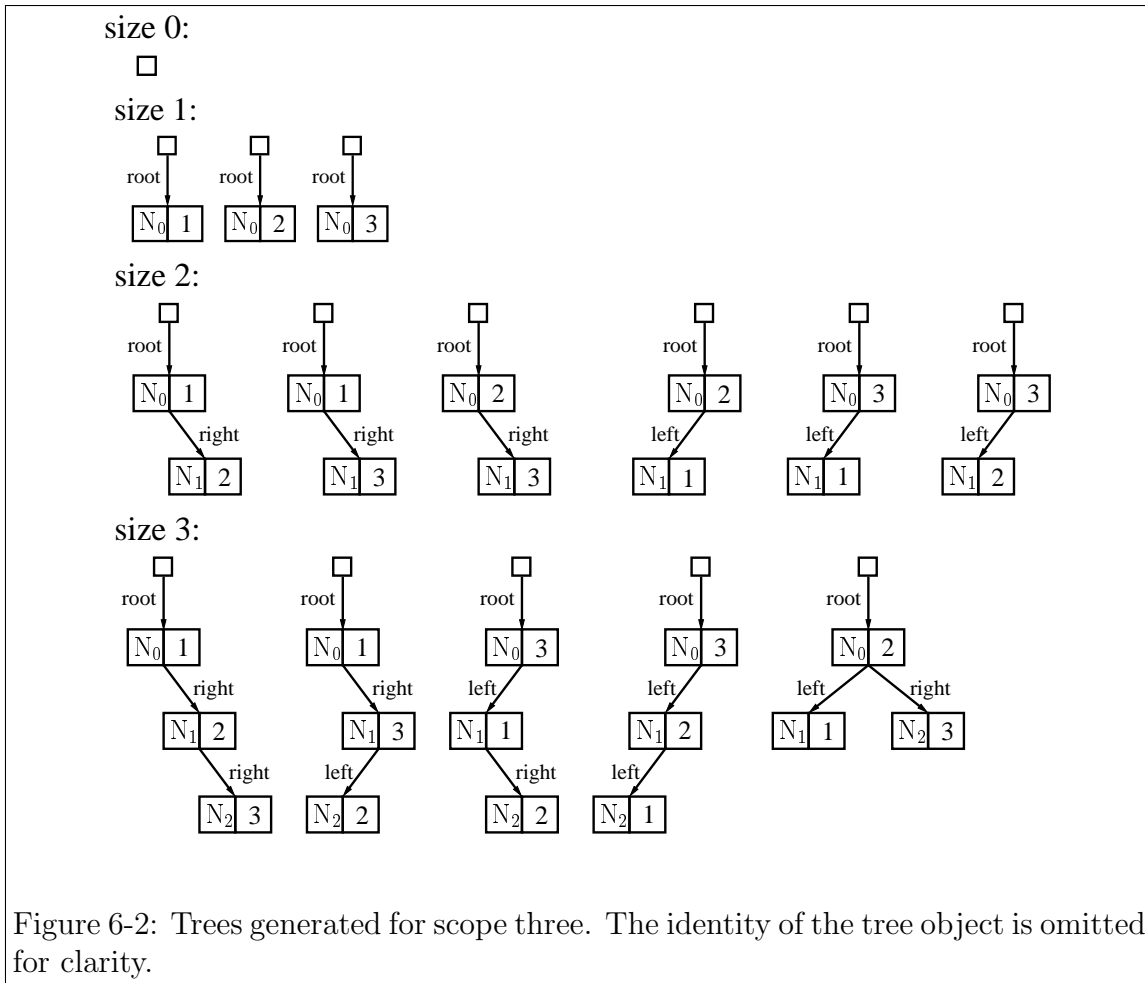 size 0:
size 1:
root root root
N0 1 N0 2 N0 3
size 2:
root root root root root root
N0 1 N0 1 N0 2 N0 2 N0 3 N0 3
right right right left left left
N1 2 N1 3 N1 3 N1 1 N1 1 N1 2
size 3:
root root root root root
N0 1 N0 1 N0 3 N0 3 N0 2
right right left left left right
N1 2 N1 3 N1 1 N1 2 N1 1 N2 3
right left right left
N2 3 N2 2 N2 2 N2 1
Figure 6-2: Trees generated for scope three. The identity of the tree object is omitted
for clarity.